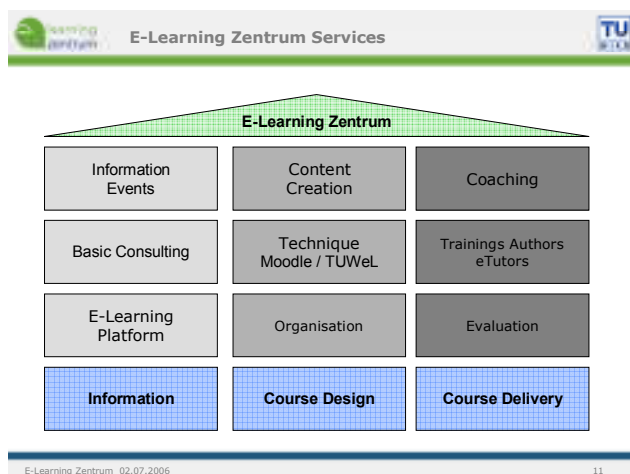 E-Learning Zentrum Services
TU
E-Learning Zentrum
Information
Events
Content
Creation
Coaching
Basic Consulting
Technique
Moodle / TUWeL
Trainings Authors
eTutors
E-Learning
Platform
Organisation
Evaluation
Information
Course Design
Course Delivery
E-Learning Zentrum 02.07.2006
11